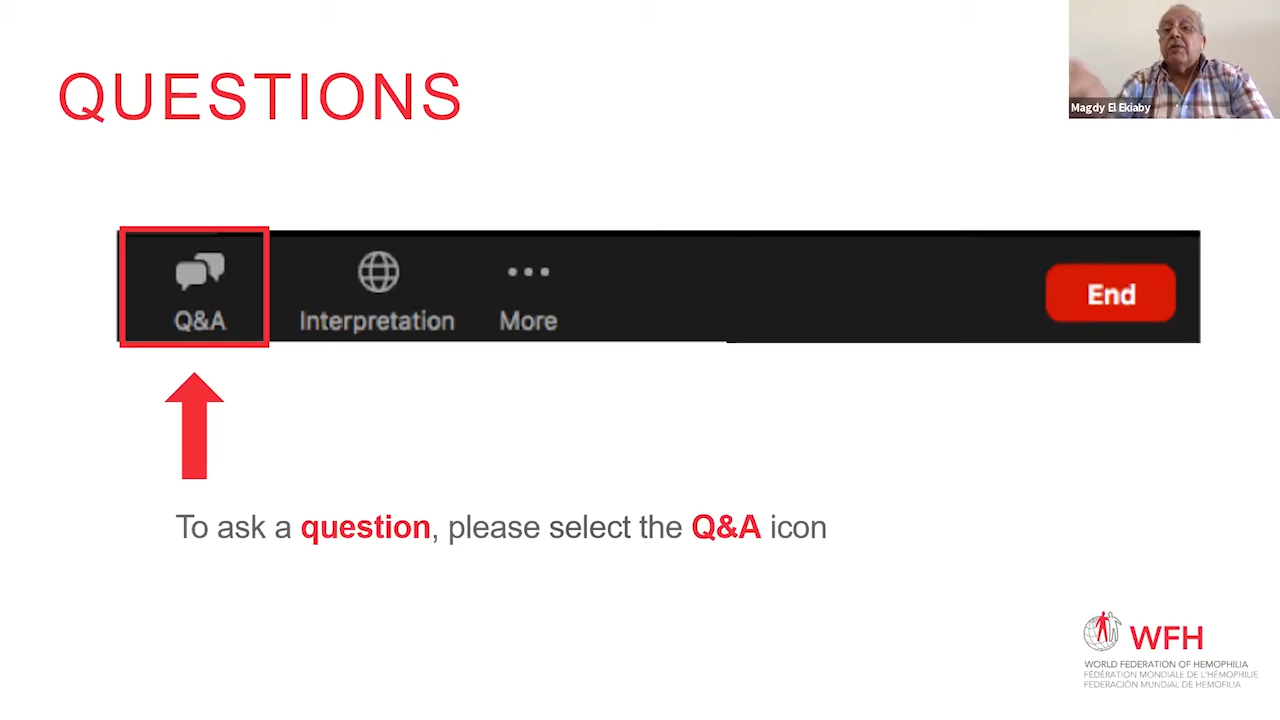 QUESTIONS
Magdy El Ekiaby
Q&A
Interpretation
More
End
To ask a question, please select the Q&A icon
WFH
WORLD FEDERATION OF HEMOPHILIA
FÉDÉRATION MONDIALE DE L'HÉMOPHILIE
FEDERACIÓN MUNDIAL DE HEMOFILIA